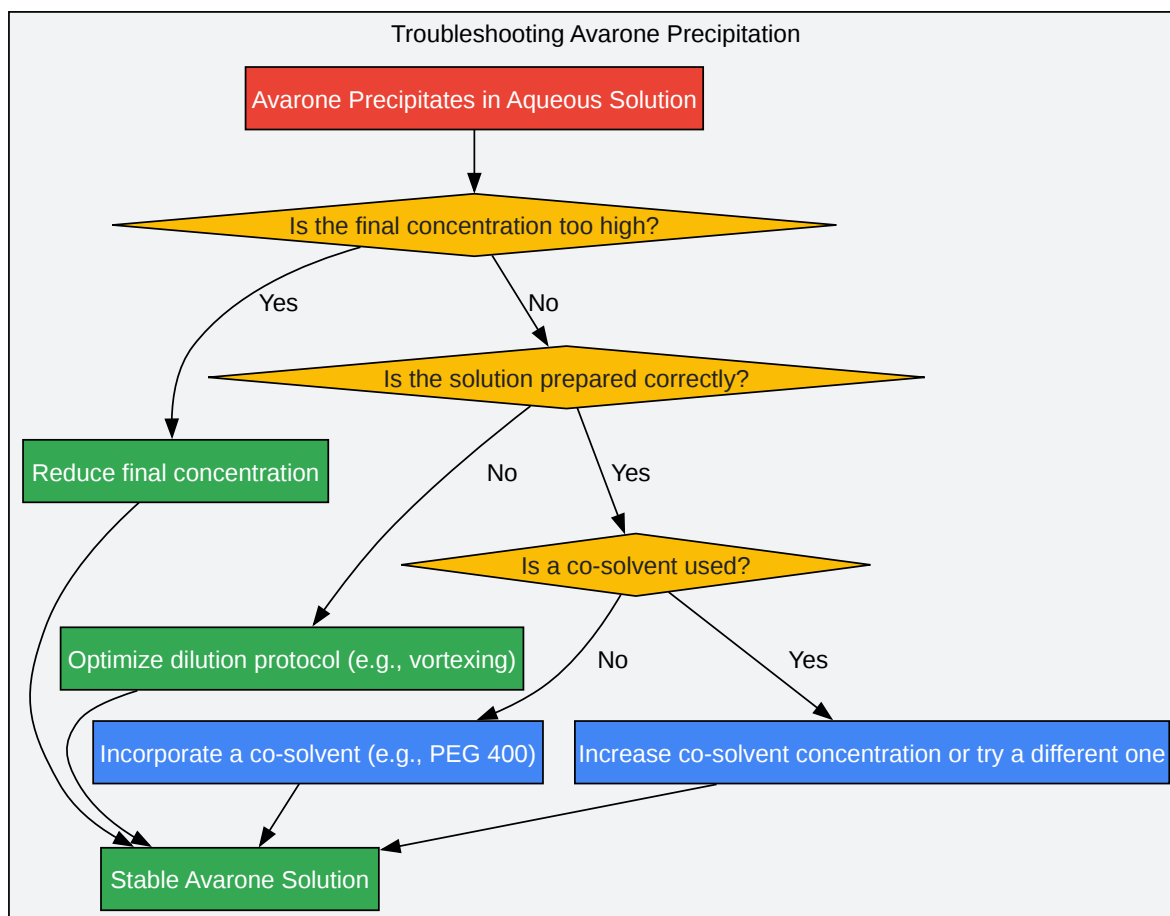 Troubleshooting Avarone Precipitation
Avarone Precipitates in Aqueous Solution
Is the final concentration too high?
Yes
No
Is the solution prepared correctly?
Reduce final concentration
No
Yes
Is a co-solvent used?
Optimize dilution protocol (e.g., vortexing)
No
Yes
Incorporate a co-solvent (e.g., PEG 400)
Increase co-solvent concentration or try a different one
Stable Avarone Solution